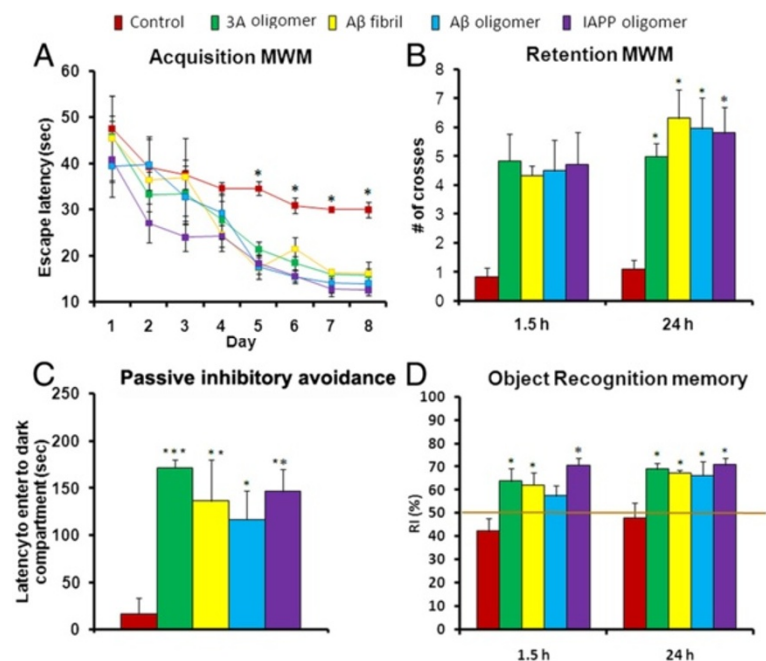 Control 3A oligomer Aβ fibril Aβ oligomer IAPP oligomer
A
Acquisition MWM
Escape latency (sec)
60
50
40
30
20
10
*
*
*
*
1 2 3 4 5 6 7 8
Day
B
Retention MWM
# of crosses
8
7
6
5
4
3
2
1
0
*
*
*
*
1.5 h 24 h
C
Passive inhibitory avoidance
Latency to enter to dark
compartment (sec)
250
200
150
100
50
0
***
**
*
**
D
Object Recognition memory
RI (%)
100
90
80
70
60
50
40
30
20
10
0
* * *
* * * *
1.5 h 24 h